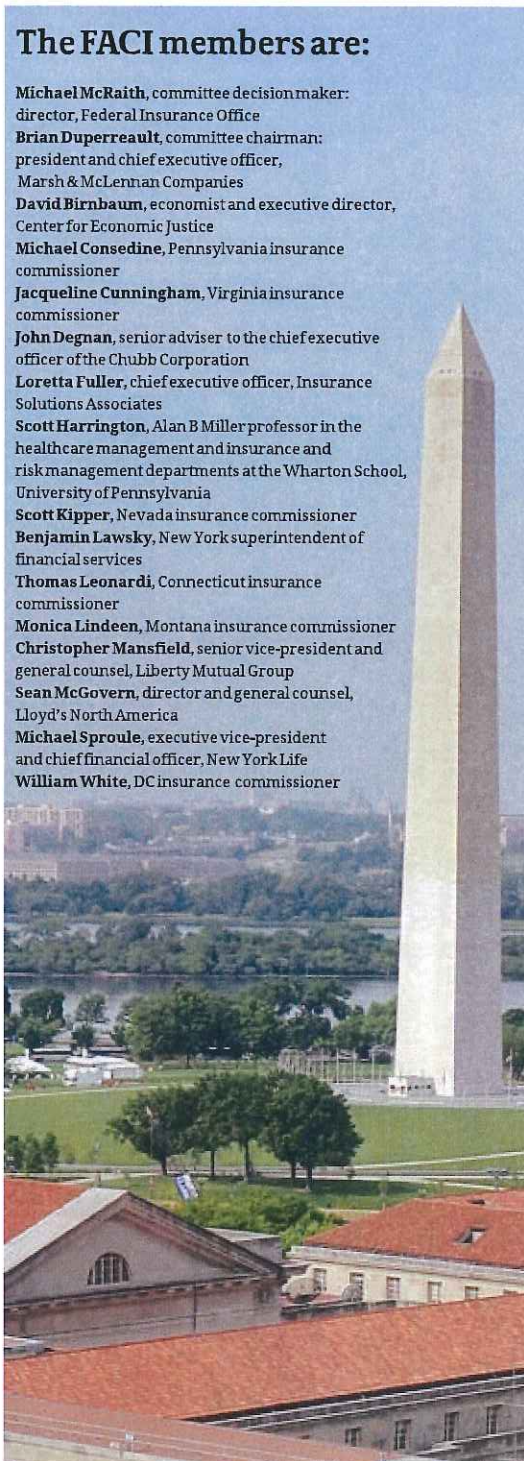 The FACI members are:
Michael McRaith, committee decision maker:
director, Federal Insurance Office
Brian Duperreault, committee chairman:
president and chief executive officer,
Marsh & McLennan Companies
David Birnbaum, economist and executive director,
Center for Economic Justice
Michael Consedine, Pennsylvania insurance
commissioner
Jacqueline Cunningham, Virginia insurance
commissioner
John Degnan, senior adviser to the chief executive
officer of the Chubb Corporation
Loretta Fuller, chief executive officer, Insurance
Solutions Associates
Scott Harrington, Alan B Miller professor in the
healthcare management and insurance and
risk management departments at the Wharton School,
University of Pennsylvania
Scott Kipper, Nevada insurance commissioner
Benjamin Lawsky, New York superintendent of
financial services
Thomas Leonardi, Connecticut insurance
commissioner
Monica Lindeen, Montana insurance commissioner
Christopher Mansfield, senior vice-president and
general counsel, Liberty Mutual Group
Sean McGovern, director and general counsel,
Lloyd's North America
Michael Sproule, executive vice-president
and chief financial officer, New York Life
William White, DC insurance commissioner